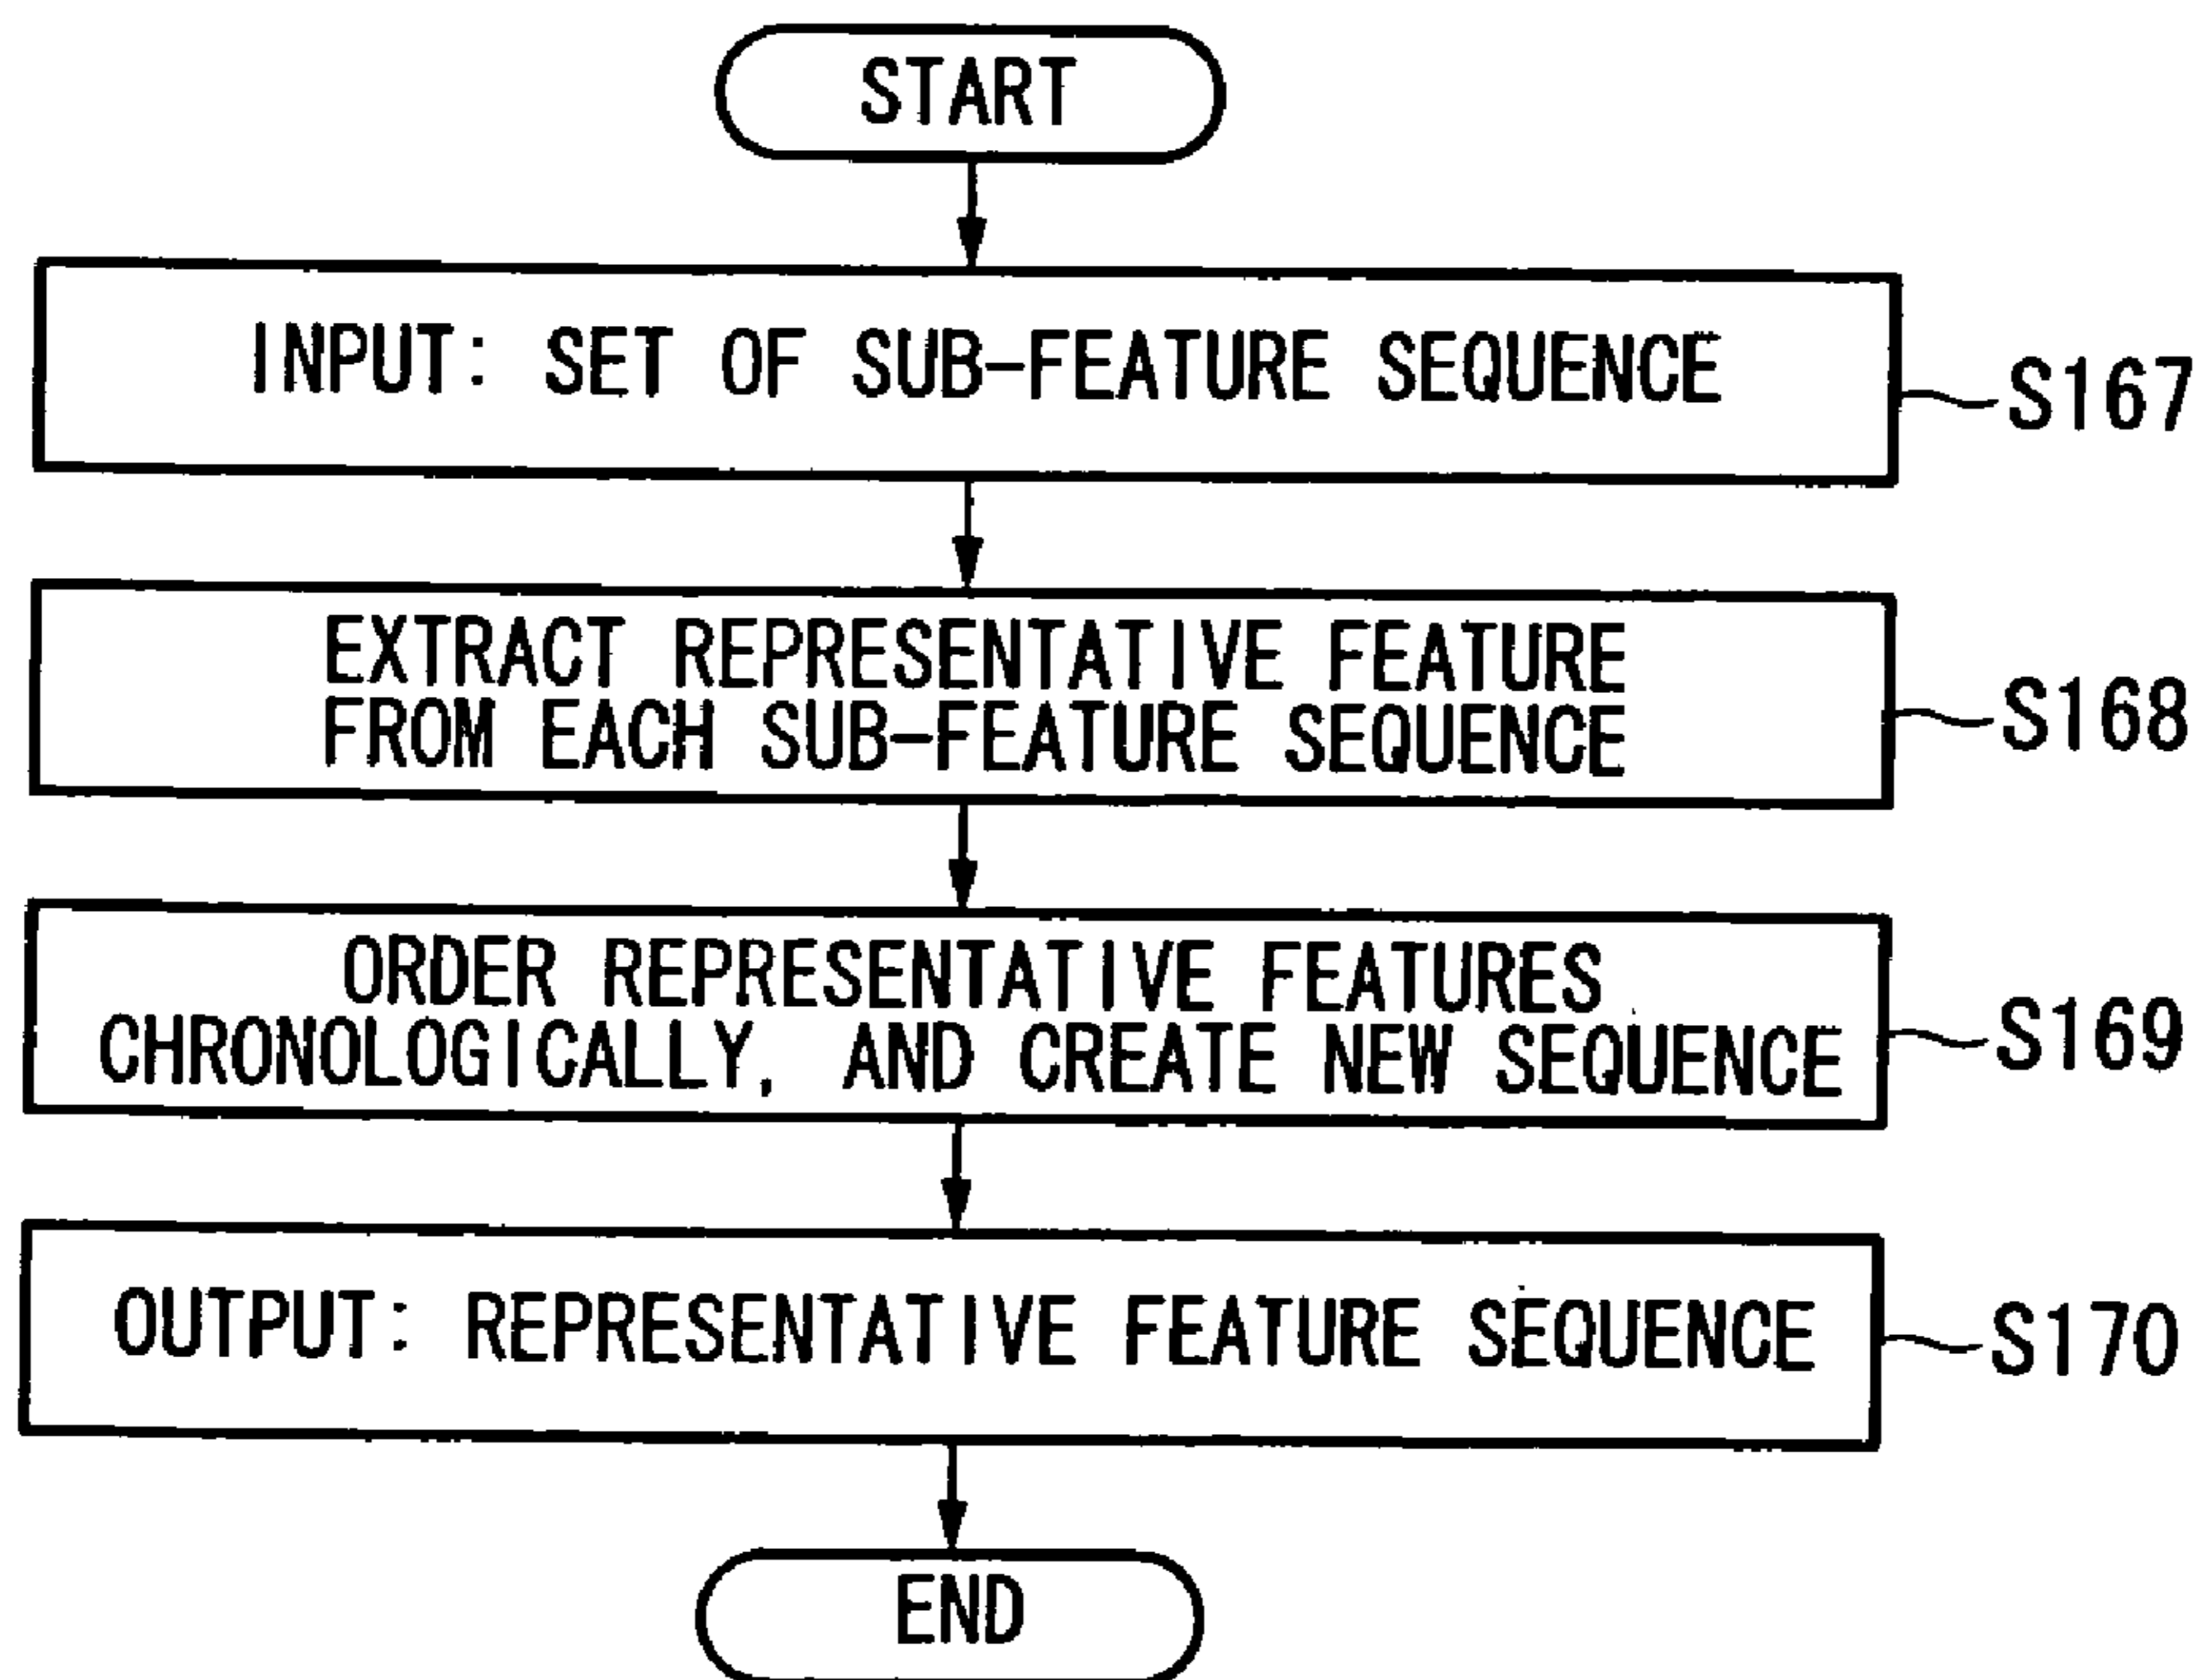 START
INPUT: SET OF SUB-FEATURE SEQUENCE
S167
EXTRACT REPRESENTATIVE FEATURE
FROM EACH SUB-FEATURE SEQUENCE
S168
ORDER REPRESENTATIVE FEATURES
CHRONOLOGICALLY, AND CREATE NEW SEQUENCE
S169
OUTPUT: REPRESENTATIVE FEATURE SEQUENCE
S170
END